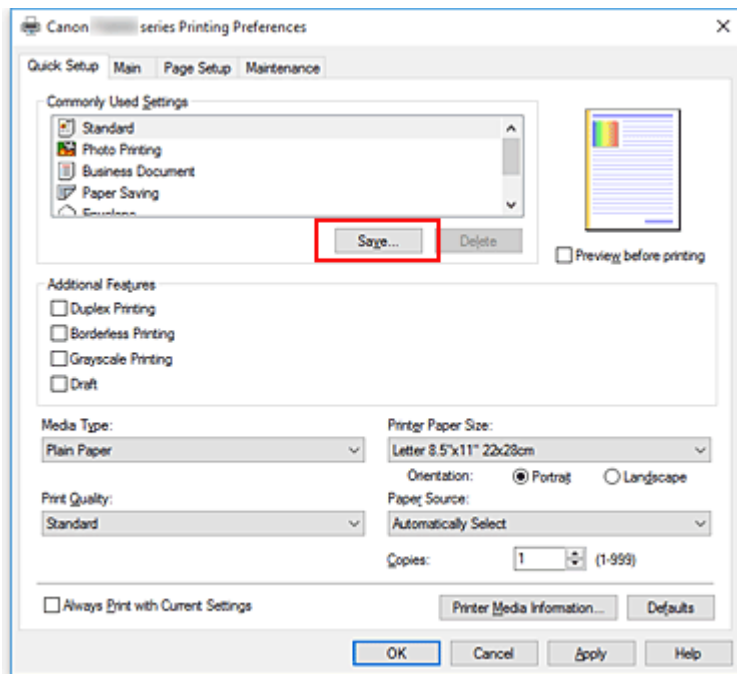 Canon series Printing Preferences
Quick Setup Main Page Setup Maintenance
Commonly Used Settings
Standard
Photo Printing
Business Document
Paper Saving
Envelope
Save... Delete
Preview before printing
Additional Features
Duplex Printing
Borderless Printing
Grayscale Printing
Draft
Media Type: Printer Paper Size:
Plain Paper Letter 8.5"x11" 22x28cm
Orientation: Portrait Landscape
Print Quality: Paper Source:
Standard Automatically Select
Copies: 1 (1-999)
Always Print with Current Settings Printer Media Information... Defaults
OK Cancel Apply Help